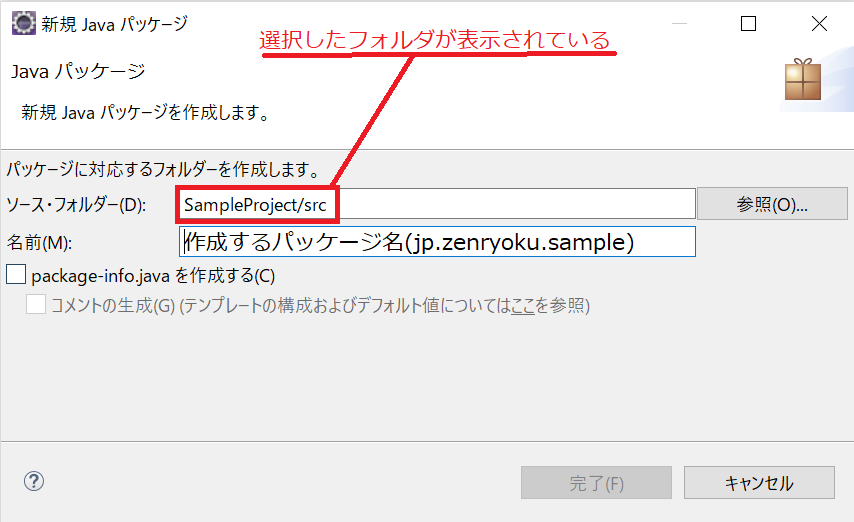 新規 Java パッケージ
選択したフォルダが表示されている
Java パッケージ
新規 Java パッケージを作成します。
パッケージに対応するフォルダーを作成します。
ソース・フォルダー(D): SampleProject/src 参照(O)...
名前(M): 作成するパッケージ名(jp.zenryoku.sample)
package-info.java を作成する(C)
コメントの生成(G) (テンプレートの構成およびデフォルト値についてはここを参照)
? 完了(F) キャンセル